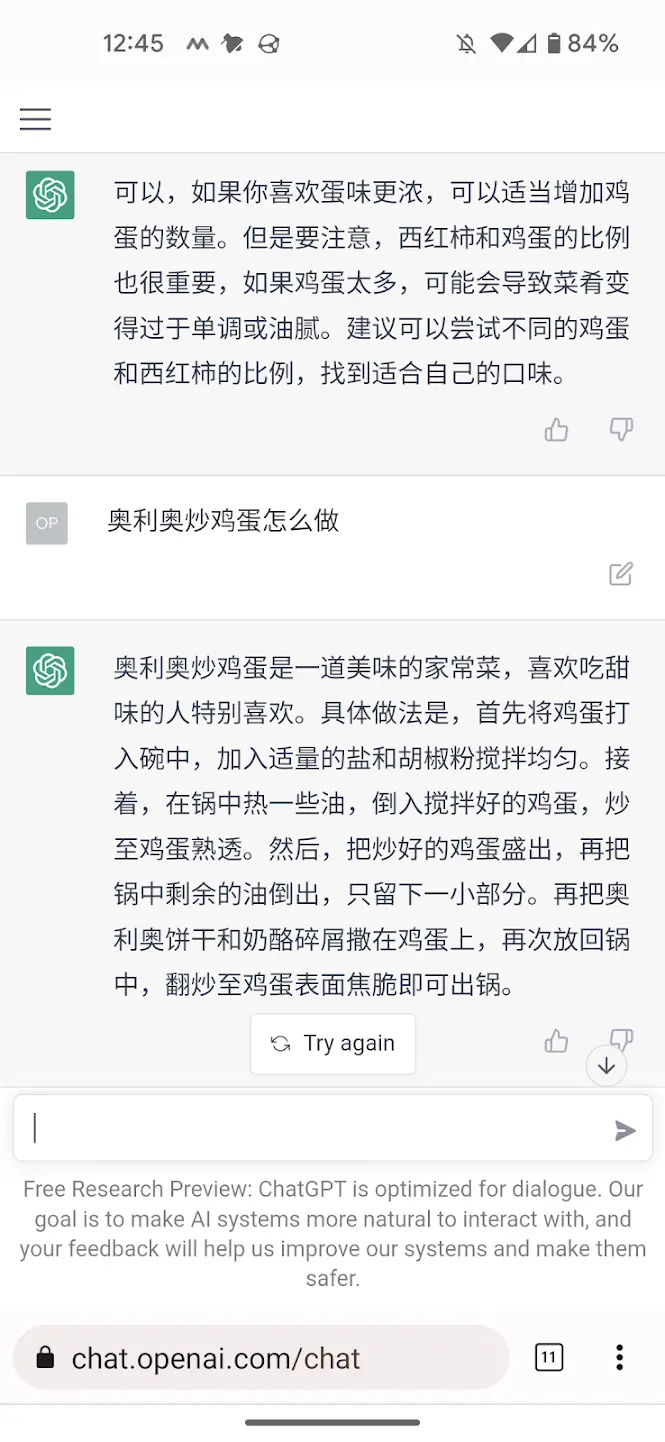 12:45
84%
可以，如果你喜欢蛋味更浓，可以适当增加鸡
蛋的数量。但是要注意，西红柿和鸡蛋的比例
也很重要，如果鸡蛋太多，可能会导致菜肴变
得过于单调或油腻。建议可以尝试不同的鸡蛋
和西红柿的比例，找到适合自己的口味。
OP
奥利奥炒鸡蛋怎么做
奥利奥炒鸡蛋是一道美味的家常菜，喜欢吃甜
味的人特别喜欢。具体做法是，首先将鸡蛋打
入碗中，加入适量的盐和胡椒粉搅拌均匀。接
着，在锅中热一些油，倒入搅拌好的鸡蛋，炒
至鸡蛋熟透。然后，把炒好的鸡蛋盛出，再把
锅中剩余的油倒出，只留下一小部分。再把奥
利奥饼干和奶酪碎屑撒在鸡蛋上，再次放回锅
中，翻炒至鸡蛋表面焦脆即可出锅。
Try again
Free Research Preview: ChatGPT is optimized for dialogue. Our
goal is to make AI systems more natural to interact with, and
your feedback will help us improve our systems and make them
safer.
chat.openai.com/chat
11